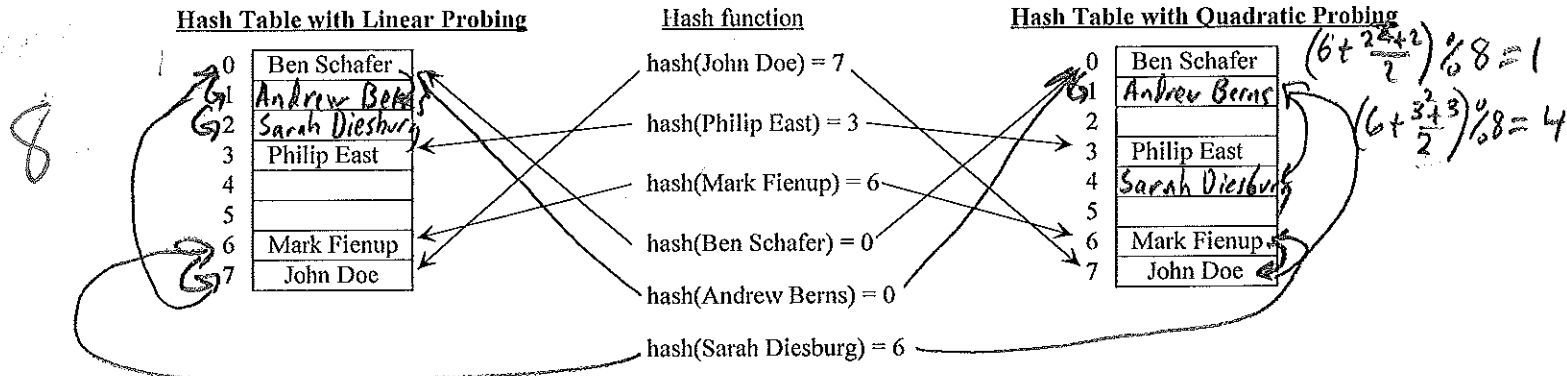 Hash Table with Linear Probing
0 Ben Schafer
1 Andrew Berns
2 Sarah Diesburg
3 Philip East
4
5
6 Mark Fienup
7 John Doe
8
Hash function
hash(John Doe) = 7
hash(Philip East) = 3
hash(Mark Fienup) = 6
hash(Ben Schafer) = 0
hash(Andrew Berns) = 0
hash(Sarah Diesburg) = 6
Hash Table with Quadratic Probing
0 Ben Schafer
1 Andrew Berns
2
3 Philip East
4 Sarah Diesburg
5
6 Mark Fienup
7 John Doe
(6 + (2²+2)/2) % 8 = 1
(6 + (3²+3)/2) % 8 = 4